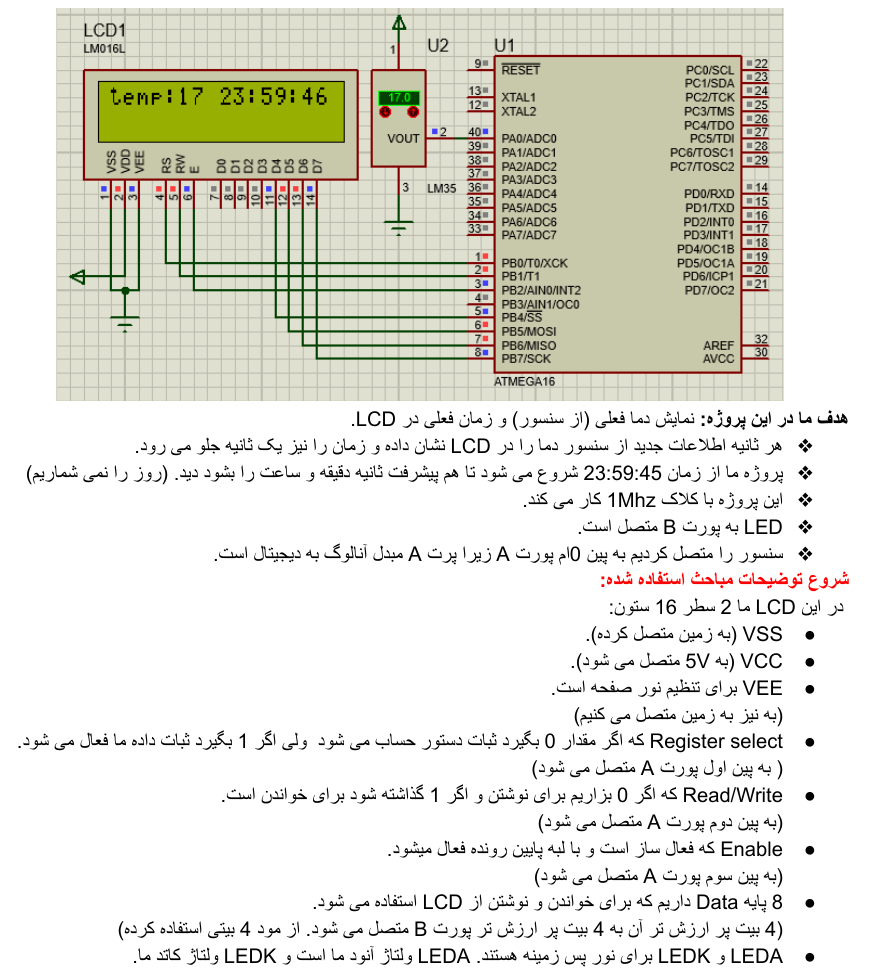 LCD1
LM016L
temp:17 23:59:46
VSS VDD VEE RS RW E D0 D1 D2 D3 D4 D5 D6 D7
1 2 3 4 5 6 7 8 9 10 11 12 13 14
U2
1
17.0
VOUT
2
3
LM35
U1
9 RESET
13 XTAL1
12 XTAL2
40 PA0/ADC0
39 PA1/ADC1
38 PA2/ADC2
37 PA3/ADC3
36 PA4/ADC4
35 PA5/ADC5
34 PA6/ADC6
33 PA7/ADC7
1 PB0/T0/XCK
2 PB1/T1
3 PB2/AIN0/INT2
4 PB3/AIN1/OC0
5 PB4/SS
6 PB5/MOSI
7 PB6/MISO
8 PB7/SCK
PC0/SCL 22
PC1/SDA 23
PC2/TCK 24
PC3/TMS 25
PC4/TDO 26
PC5/TDI 27
PC6/TOSC1 28
PC7/TOSC2 29
PD0/RXD 14
PD1/TXD 15
PD2/INT0 16
PD3/INT1 17
PD4/OC1B 18
PD5/OC1A 19
PD6/ICP1 20
PD7/OC2 21
AREF 32
AVCC 30
ATMEGA16
هدف ما در این پروژه: نمایش دما فعلی (از سنسور) و زمان فعلی در LCD.
❖ هر ثانیه اطلاعات جدید از سنسور دما را در LCD نشان داده و زمان را نیز یک ثانیه جلو می رود.
❖ پروژه ما از زمان 23:59:45 شروع می شود تا هم پیشرفت ثانیه دقیقه و ساعت را بشود دید. (روز را نمی شماریم)
❖ این پروژه با کلاک 1Mhz کار می کند.
❖ LED به پورت B متصل است.
❖ سنسور را متصل کردیم به پین 0ام پورت A زیرا پرت A مبدل آنالوگ به دیجیتال است.
شروع توضیحات مباحث استفاده شده:
در این LCD ما 2 سطر 16 ستون:
● VSS (به زمین متصل کرده).
● VCC (به 5V متصل می شود).
● VEE برای تنظیم نور صفحه است.
(به نیز به زمین متصل می کنیم)
● Register select که اگر مقدار 0 بگیرد ثبات دستور حساب می شود ولی اگر 1 بگیرد ثبات داده ما فعال می شود.
( به پین اول پورت A متصل می شود)
● Read/Write که اگر 0 بزاریم برای نوشتن و اگر 1 گذاشته شود برای خواندن است.
(به پین دوم پورت A متصل می شود)
● Enable که فعال ساز است و با لبه پایین رونده فعال میشود.
(به پین سوم پورت A متصل می شود)
● 8 پایه Data داریم که برای خواندن و نوشتن از LCD استفاده می شود.
(4 بیت پر ارزش تر آن به 4 بیت پر ارزش تر پورت B متصل می شود. از مود 4 بیتی استفاده کرده)
● LEDA و LEDK برای نور پس زمینه هستند. LEDA ولتاژ آنود ما است و LEDK ولتاژ کاتد ما.